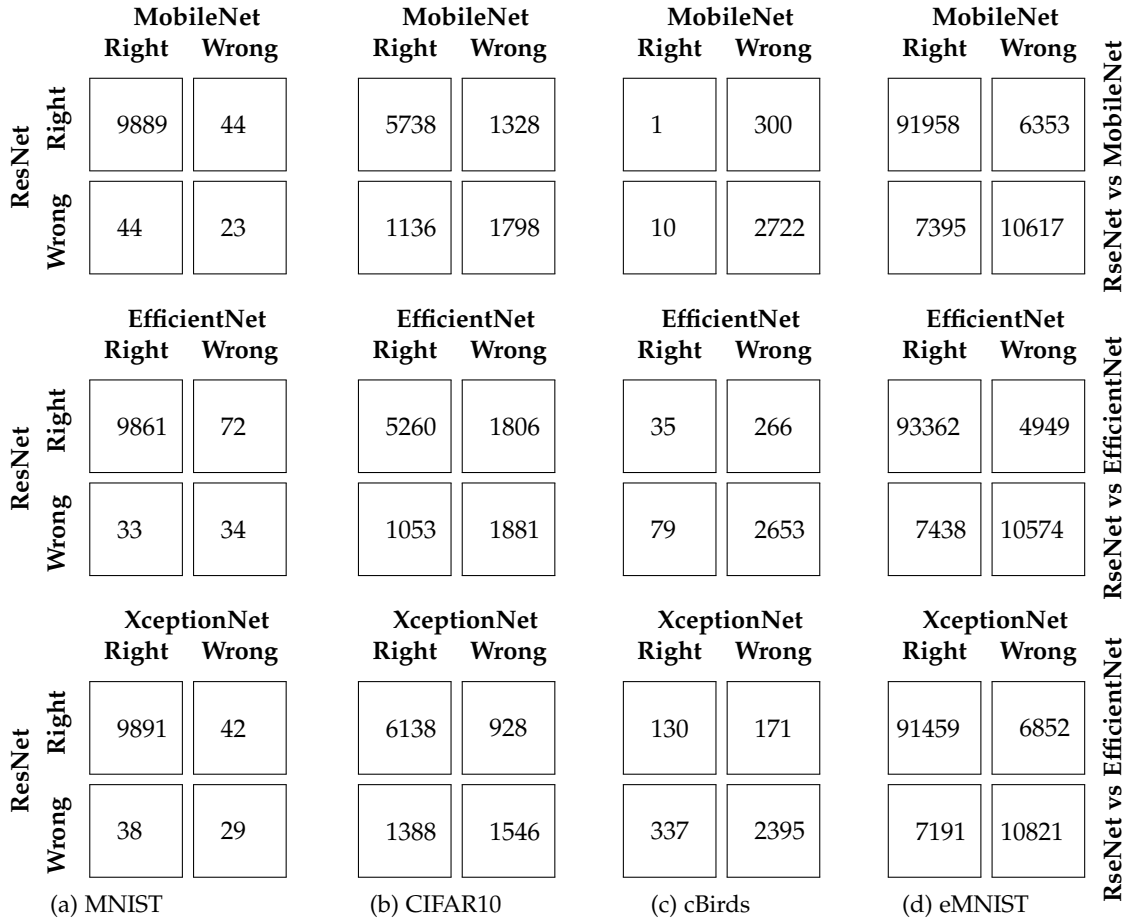 MobileNet MobileNet MobileNet MobileNet
Right Wrong Right Wrong Right Wrong Right Wrong
ResNet
Right
9889 44 5738 1328 1 300 91958 6353
Wrong
44 23 1136 1798 10 2722 7395 10617
RseNet vs MobileNet
EfficientNet EfficientNet EfficientNet EfficientNet
Right Wrong Right Wrong Right Wrong Right Wrong
ResNet
Right
9861 72 5260 1806 35 266 93362 4949
Wrong
33 34 1053 1881 79 2653 7438 10574
RseNet vs EfficientNet
XceptionNet XceptionNet XceptionNet XceptionNet
Right Wrong Right Wrong Right Wrong Right Wrong
ResNet
Right
9891 42 6138 928 130 171 91459 6852
Wrong
38 29 1388 1546 337 2395 7191 10821
RseNet vs EfficientNet
(a) MNIST (b) CIFAR10 (c) cBirds (d) eMNIST